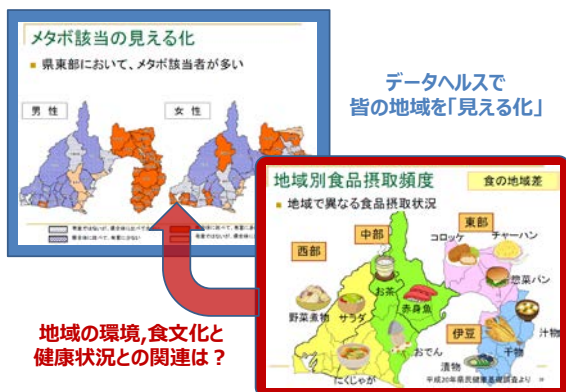 メタボ該当の見える化
■ 県東部において、メタボ該当者が多い
男 性
女 性
データヘルスで
皆の地域を「見える化」
地域別食品摂取頻度
食の地域差
■ 地域で異なる食品摂取状況
西部
中部
東部
コロッケ
チャーハン
惣菜パン
お茶
赤身魚
野菜煮物
サラダ
伊豆
汁物
干物
おでん
漬物
にくじゃが
平成20年県民健康基礎調査より
地域の環境,食文化と
健康状況との関連は？